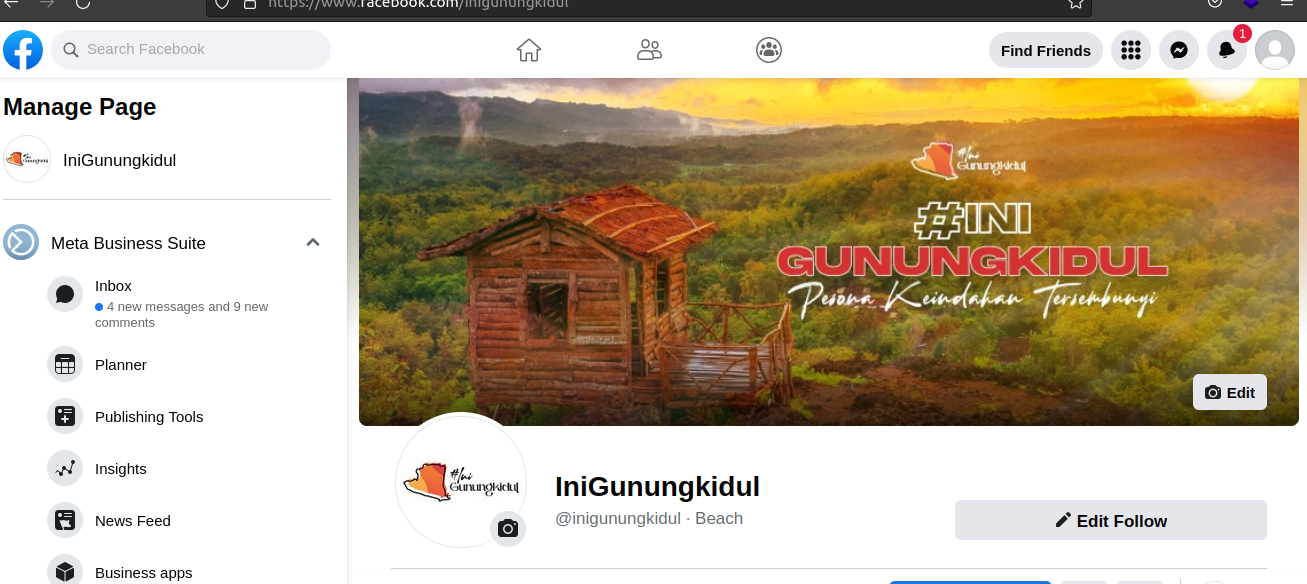 https://www.facebook.com/inigunungkidul
Search Facebook
Find Friends
1
Manage Page
IniGunungkidul
Meta Business Suite
Inbox
4 new messages and 9 new
comments
Planner
Publishing Tools
Insights
News Feed
Business apps
#Ini
Gunungkidul
#INI
GUNUNGKIDUL
Pesona Keindahan Tersembunyi
Edit
#Ini
Gunungkidul
IniGunungkidul
@inigunungkidul · Beach
Edit Follow